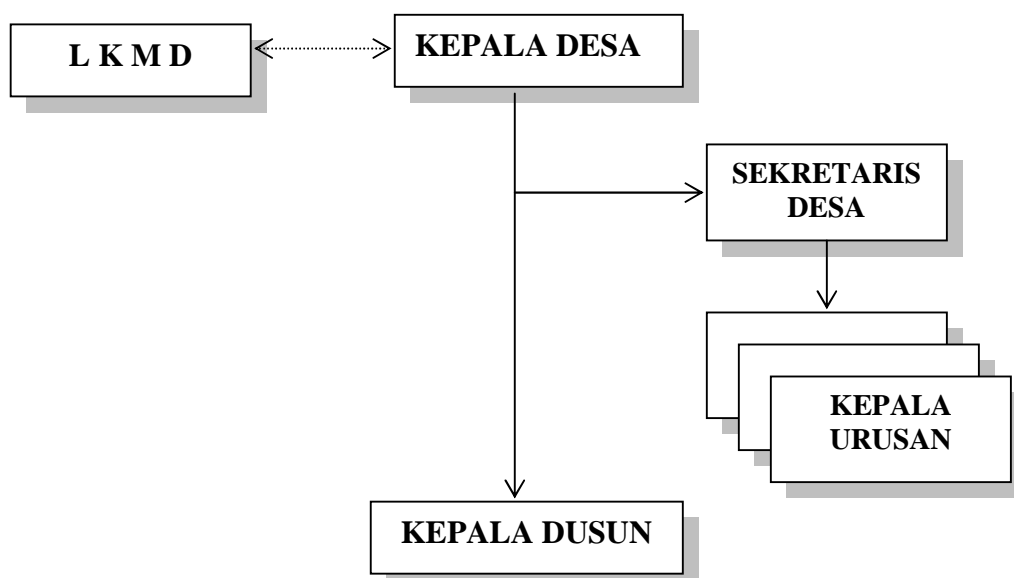 L K M D
KEPALA DESA
SEKRETARIS
DESA
KEPALA
URUSAN
KEPALA DUSUN